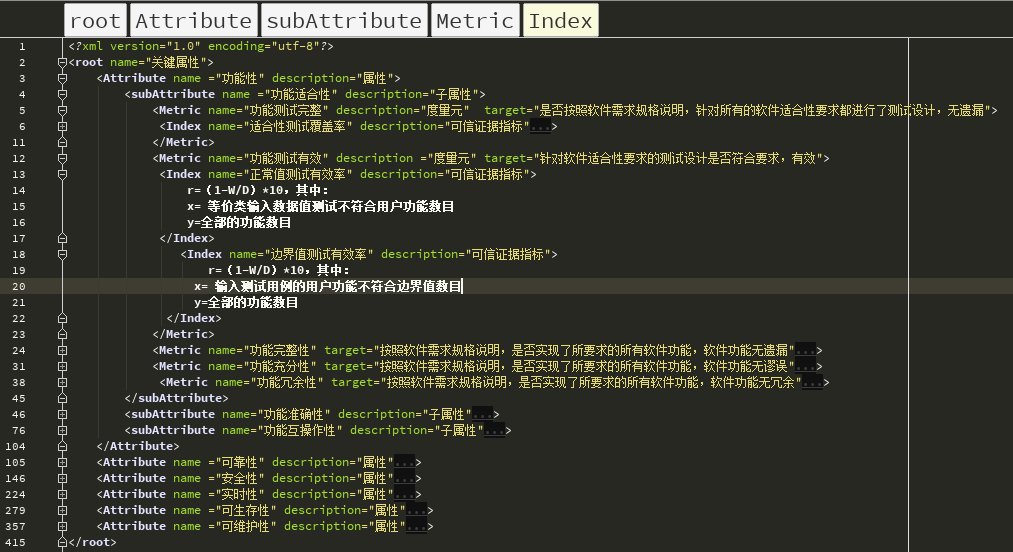 root Attribute subAttribute Metric Index
1 <?xml version="1.0" encoding="utf-8"?>
2 <root name="关键属性">
3 <Attribute name ="功能性" description="属性">
4 <subAttribute name ="功能适合性" description="子属性">
5 <Metric name="功能测试完整" description="度量元" target="是否按照软件需求规格说明，针对所有的软件适合性要求都进行了测试设计，无遗漏">
6 <Index name="适合性测试覆盖率" description="可信证据指标"...>
11 </Metric>
12 <Metric name="功能测试有效" description ="度量元" target="针对软件适合性要求的测试设计是否符合要求，有效">
13 <Index name="正常值测试有效率" description="可信证据指标">
14 r=（1-W/D）*10，其中：
15 x= 等价类输入数据值测试不符合用户功能数目
16 y=全部的功能数目
17 </Index>
18 <Index name="边界值测试有效率" description="可信证据指标">
19 r=（1-W/D）*10，其中：
20 x= 输入测试用例的用户功能不符合边界值数目
21 y=全部的功能数目
22 </Index>
23 </Metric>
24 <Metric name="功能完整性" target="按照软件需求规格说明，是否实现了所要求的所有软件功能，软件功能无遗漏"...>
31 <Metric name="功能充分性" target="按照软件需求规格说明，是否实现了所要求的所有软件功能，软件功能无谬误"...>
38 <Metric name="功能冗余性" target="按照软件需求规格说明，是否实现了所要求的所有软件功能，软件功能无冗余"...>
45 </subAttribute>
46 <subAttribute name="功能准确性" description="子属性"...>
76 <subAttribute name="功能互操作性" description="子属性"...>
104 </Attribute>
105 <Attribute name ="可靠性" description="属性"...>
146 <Attribute name ="安全性" description="属性"...>
224 <Attribute name ="实时性" description="属性"...>
279 <Attribute name ="可生存性" description="属性"...>
357 <Attribute name ="可维护性" description="属性"...>
415 </root>